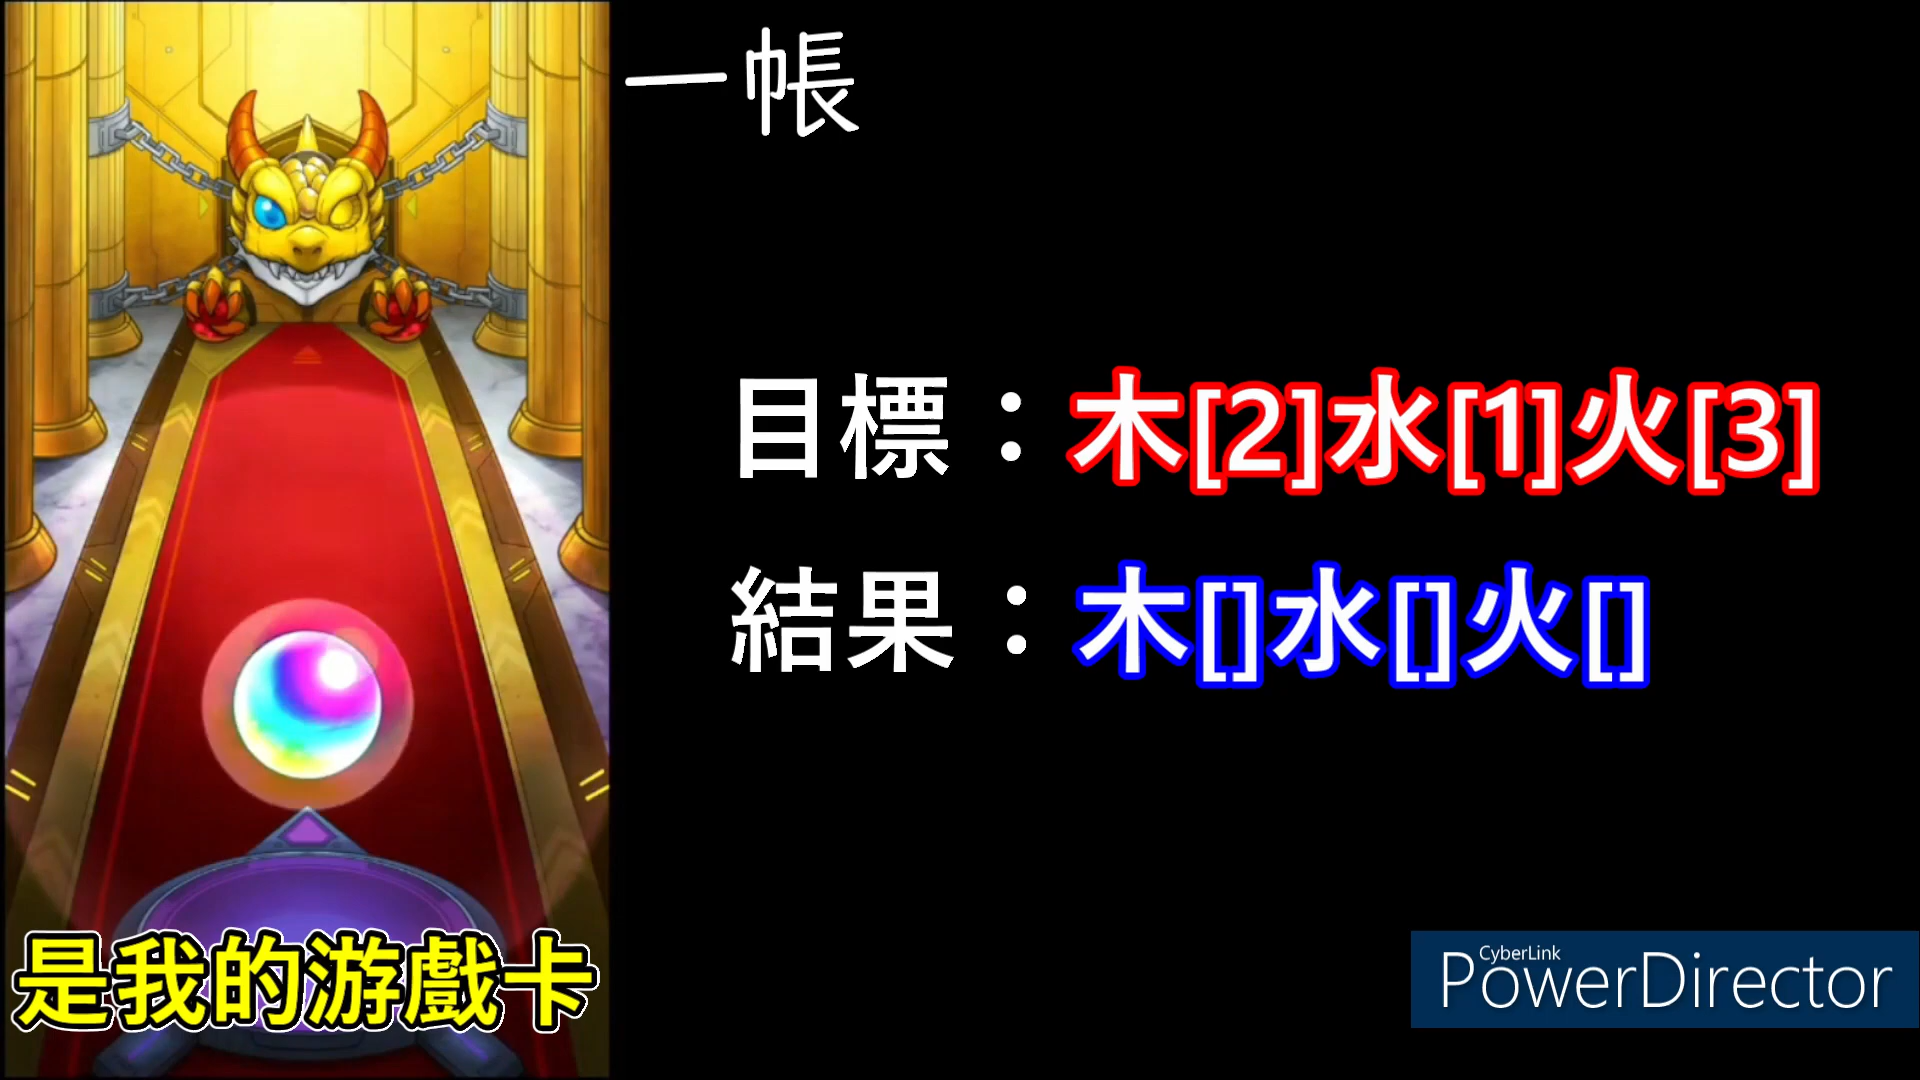 一帳
目標：木[2]水[1]火[3]
結果：木[]水[]火[]
是我的游戲卡
CyberLink
PowerDirector